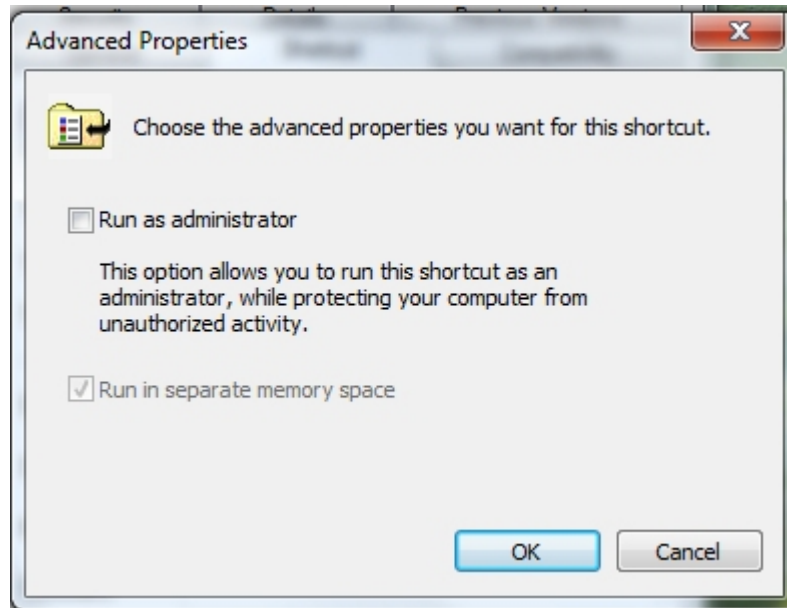 Advanced Properties
Choose the advanced properties you want for this shortcut.
Run as administrator
This option allows you to run this shortcut as an
administrator, while protecting your computer from
unauthorized activity.
Run in separate memory space
OK
Cancel